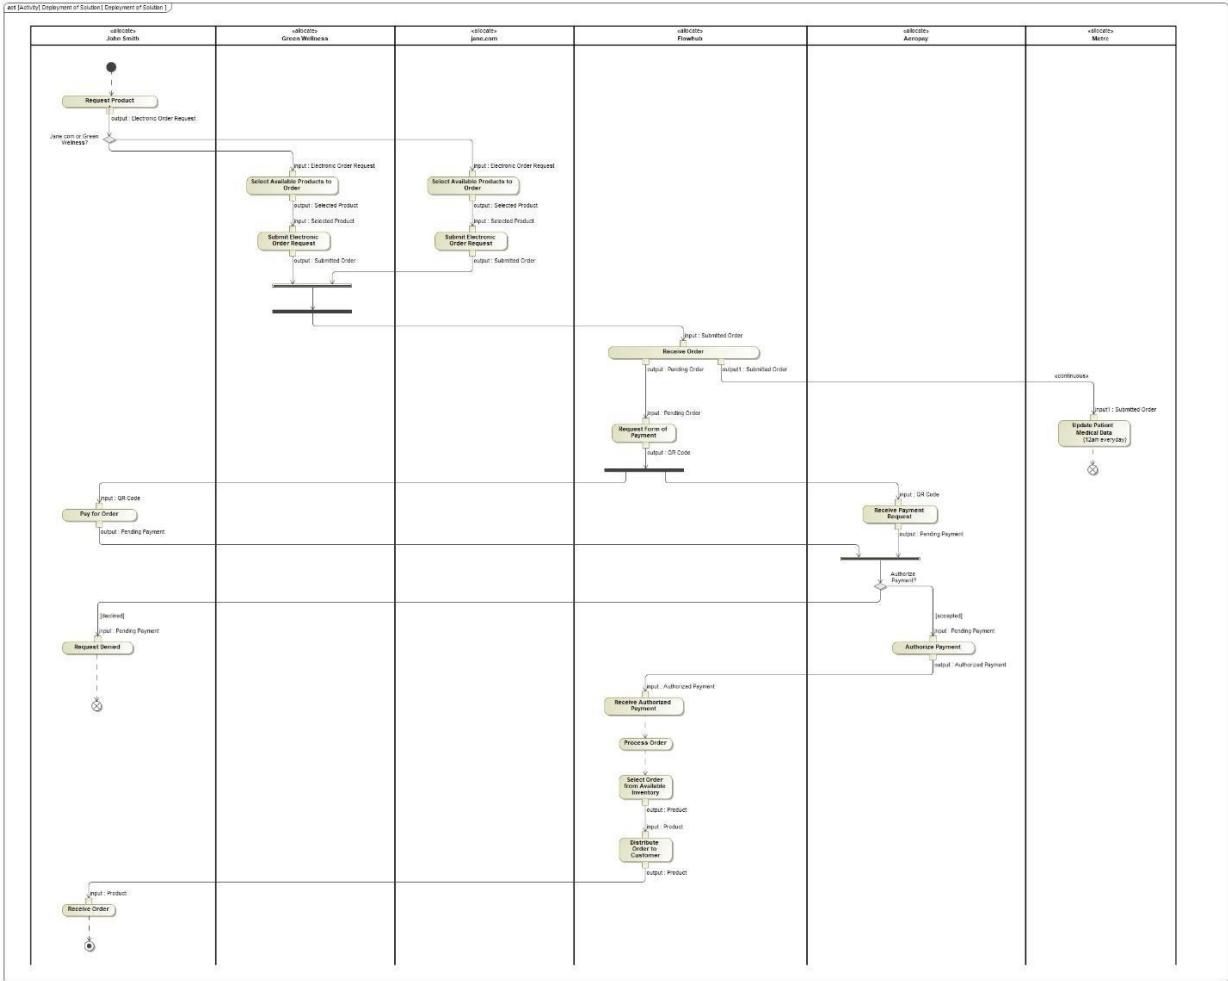 act [Activity] Deployment of Solution [ Deployment of Solution ]
«allocate»
John Smith
«allocate»
Green Wellness
«allocate»
jane.com
«allocate»
Flowhub
«allocate»
Aeropay
«allocate»
Metrc
Request Product
output : Electronic Order Request
Jane.com or Green
Wellness?
input : Electronic Order Request
input : Electronic Order Request
Select Available Products to
Order
Select Available Products to
Order
output : Selected Product
output : Selected Product
input : Selected Product
input : Selected Product
Submit Electronic
Order Request
Submit Electronic
Order Request
output : Submitted Order
output : Submitted Order
input : Submitted Order
Receive Order
output : Pending Order
output1 : Submitted Order
«continuous»
input : Pending Order
input1 : Submitted Order
Request Form of
Payment
Update Patient
Medical Data
(12am everyday)
output : QR Code
input : QR Code
input : QR Code
Pay for Order
Receive Payment
Request
output : Pending Payment
output : Pending Payment
Authorize
Payment?
[declined]
[accepted]
input : Pending Payment
input : Pending Payment
Request Denied
Authorize Payment
output : Authorized Payment
input : Authorized Payment
Receive Authorized
Payment
Process Order
Select Order
from Available
Inventory
output : Product
input : Product
Distribute
Order to
Customer
output : Product
input : Product
Receive Order